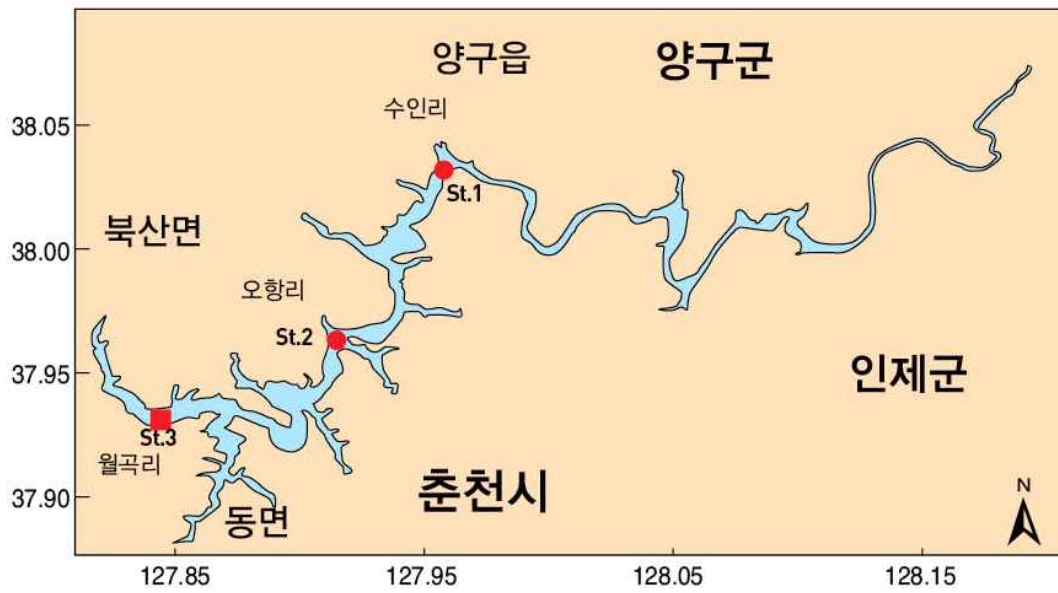 양구읍
양구군
수인리
38.05
St.1
북산면
38.00
오항리
St.2
37.95
인제군
St.3
월곡리
춘천시
37.90
동면
N
127.85
127.95
128.05
128.15